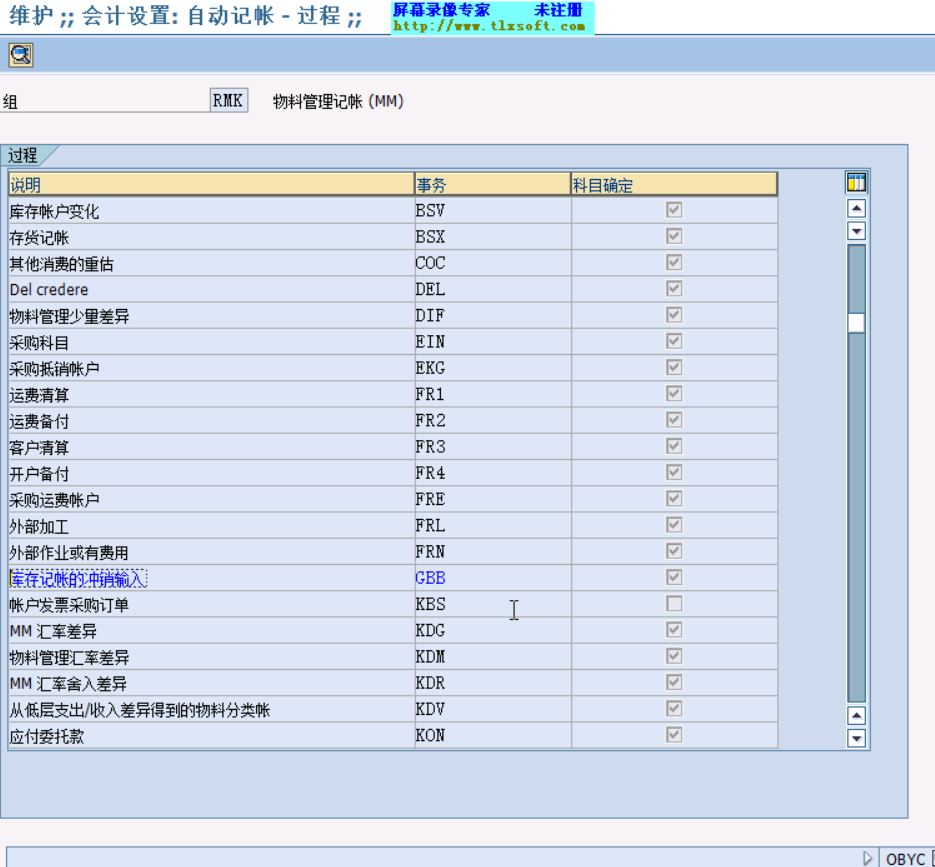 维护 ;; 会计设置: 自动记帐 - 过程 ;;
屏幕录像专家 未注册
http://www.tlxsoft.com
组 RMK 物料管理记帐 (MM)
过程
说明 事务 科目确定
库存帐户变化 BSV
存货记帐 BSX
其他消费的重估 COC
Del credere DEL
物料管理少量差异 DIF
采购科目 EIN
采购抵销帐户 EKG
运费清算 FR1
运费备付 FR2
客户清算 FR3
开户备付 FR4
采购运费帐户 FRE
外部加工 FRL
外部作业或有费用 FRN
库存记帐的冲销输入 GBB
帐户发票采购订单 KBS
MM 汇率差异 KDG
物料管理汇率差异 KDM
MM 汇率舍入差异 KDR
从低层支出/收入差异得到的物料分类帐 KDV
应付委托款 KON
OBYC